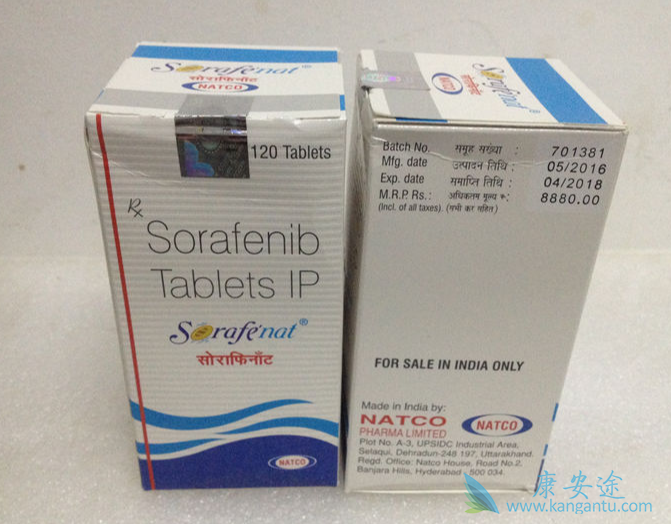 Sorafenat®
सोराफिनॉट
NATCO
120 Tablets
Rx
Sorafenib
Tablets IP
Sorafenat®
सोराफिनॉट
NATCO
Sorafenat®
सोराफिनॉट
NATCO
Batch No. समूह संख्या : 701381
Mfg. date उत्पादन तिथि : 05/2016
Exp. date समाप्ति तिथि : 04/2018
M.R.P. Rs.: अधिकतम मूल्य रु: 8880.00
(Incl. of all taxes). (सभी कर सहित)
FOR SALE IN INDIA ONLY
Made in India by:
NATCO
PHARMA LIMITED
NATCO
Plot No. A-3, UPSIDC Industrial Area,
Selaqui, Dehradun-248 197, Uttarakhand.
Regd. Office: Natco House, Road No.2,
Banjara Hills, Hyderabad - 500 034.
康安途
www.kangantu.com